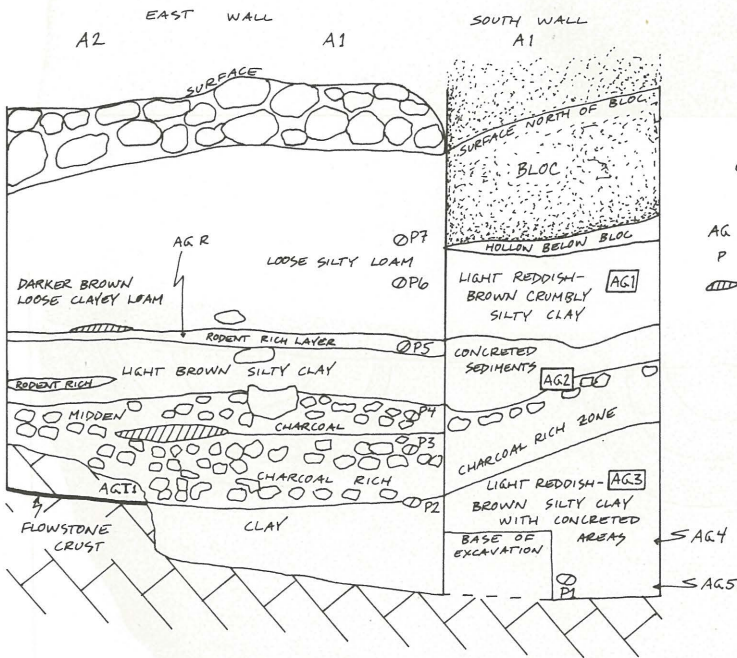 EAST WALL
A2
A1
SOUTH WALL
A1
SURFACE
SURFACE NORTH OF BLOC
BLOC
HOLLON BELOW BLOC
AG R
P7
LOOSE SILTY LOAM
P6
DARKER BROWN
LOOSE CLAYEY LOAM
LIGHT REDDISH-
BROWN CRUMBLY
SILTY CLAY
AG1
RODENT RICH LAYER
P5
CONCRETED
SEDIMENTS
LIGHT BROWN SILTY CLAY
RODENT RICH
AG2
MIDDEN
P4
CHARCOAL
P3
CHARCOAL RICH ZONE
CHARCOAL RICH
AGI1
P2
LIGHT REDDISH-
BROWN SILTY CLAY
WITH CONCRETED
AREAS
AG3
FLOWSTONE
CRUST
CLAY
BASE OF
EXCAVATION
AG4
P1
AG5
AG
P